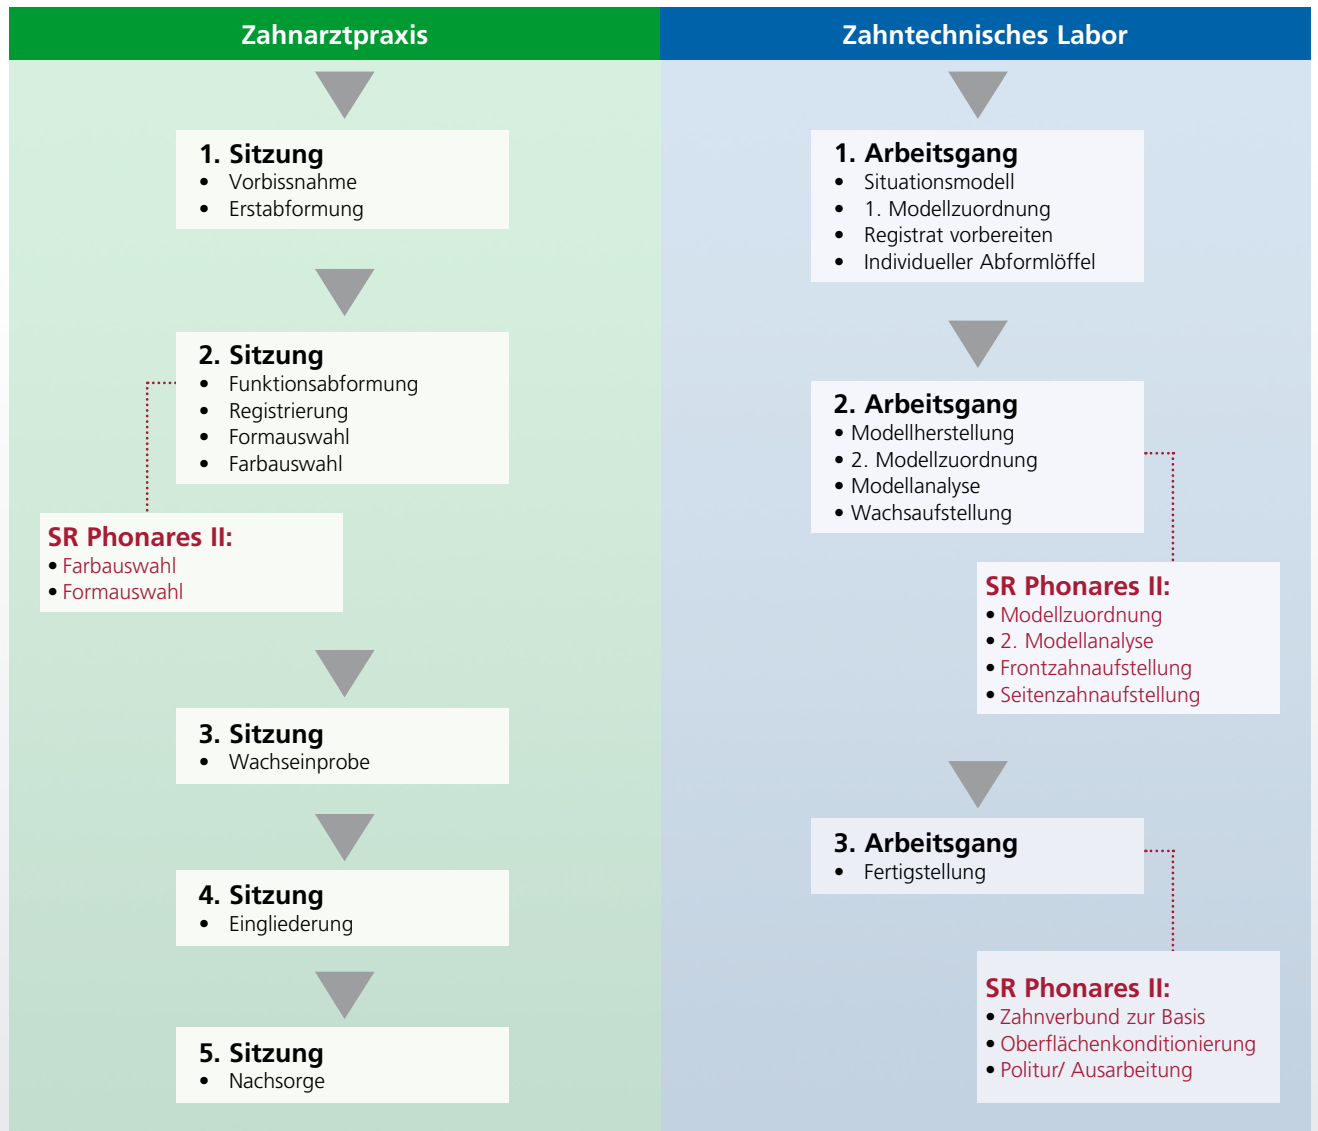 Zahnarztpraxis
1. Sitzung
• Vorbissnahme
• Erstabformung
2. Sitzung
• Funktionsabformung
• Registrierung
• Formauswahl
• Farbauswahl
SR Phonares II:
• Farbauswahl
• Formauswahl
3. Sitzung
• Wachseinprobe
4. Sitzung
• Eingliederung
5. Sitzung
• Nachsorge
Zahntechnisches Labor
1. Arbeitsgang
• Situationsmodell
• 1. Modellzuordnung
• Registrat vorbereiten
• Individueller Abformlöffel
2. Arbeitsgang
• Modellherstellung
• 2. Modellzuordnung
• Modellanalyse
• Wachsaufstellung
SR Phonares II:
• Modellzuordnung
• 2. Modellanalyse
• Frontzahnaufstellung
• Seitenzahnaufstellung
3. Arbeitsgang
• Fertigstellung
SR Phonares II:
• Zahnverbund zur Basis
• Oberflächenkonditionierung
• Politur/ Ausarbeitung